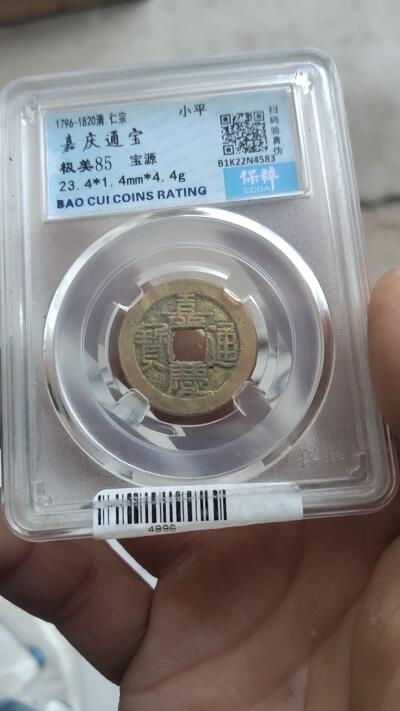 1796-1820清 仁宗
小平
嘉庆通宝
极美85 宝源
23.4*1.4mm*4.4g
BAO CUI COINS RATING
扫码验真伪
B1K22N4583
保粹
CCGA
嘉慶通寶
4896